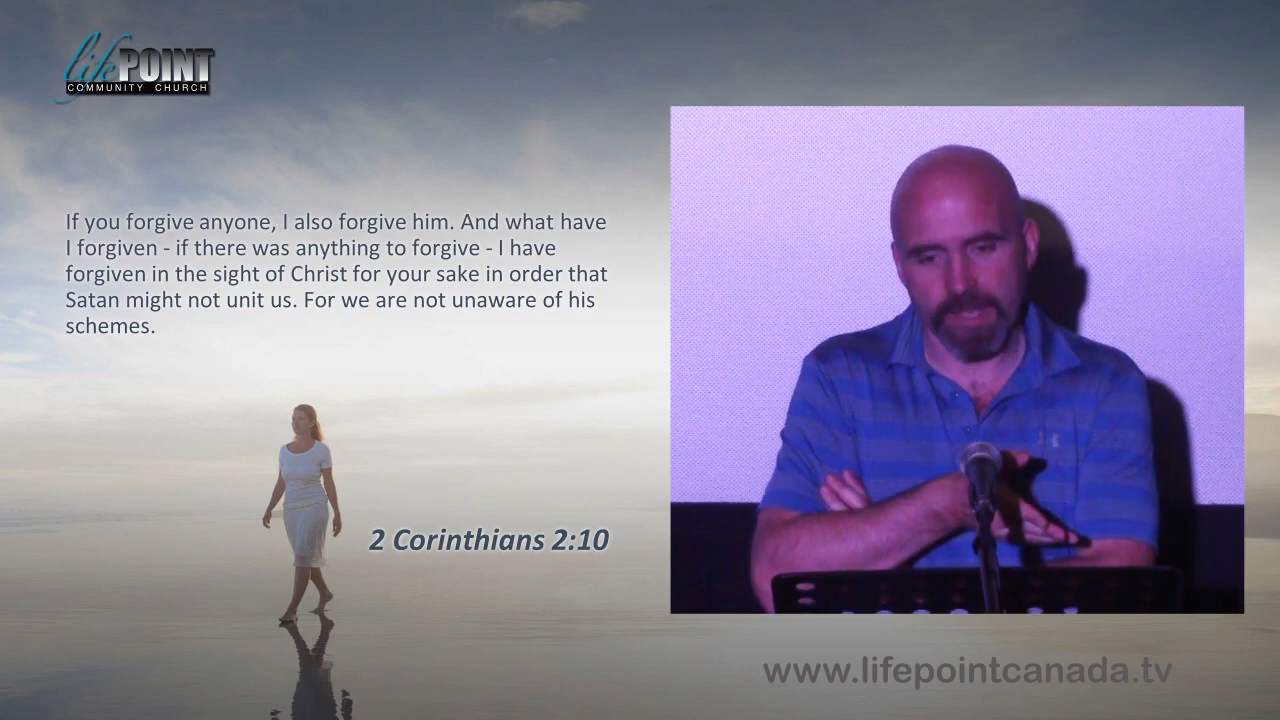 lifePOINT
COMMUNITY CHURCH
If you forgive anyone, I also forgive him. And what have
I forgiven - if there was anything to forgive - I have
forgiven in the sight of Christ for your sake in order that
Satan might not unit us. For we are not unaware of his
schemes.
2 Corinthians 2:10
www.lifepointcanada.tv